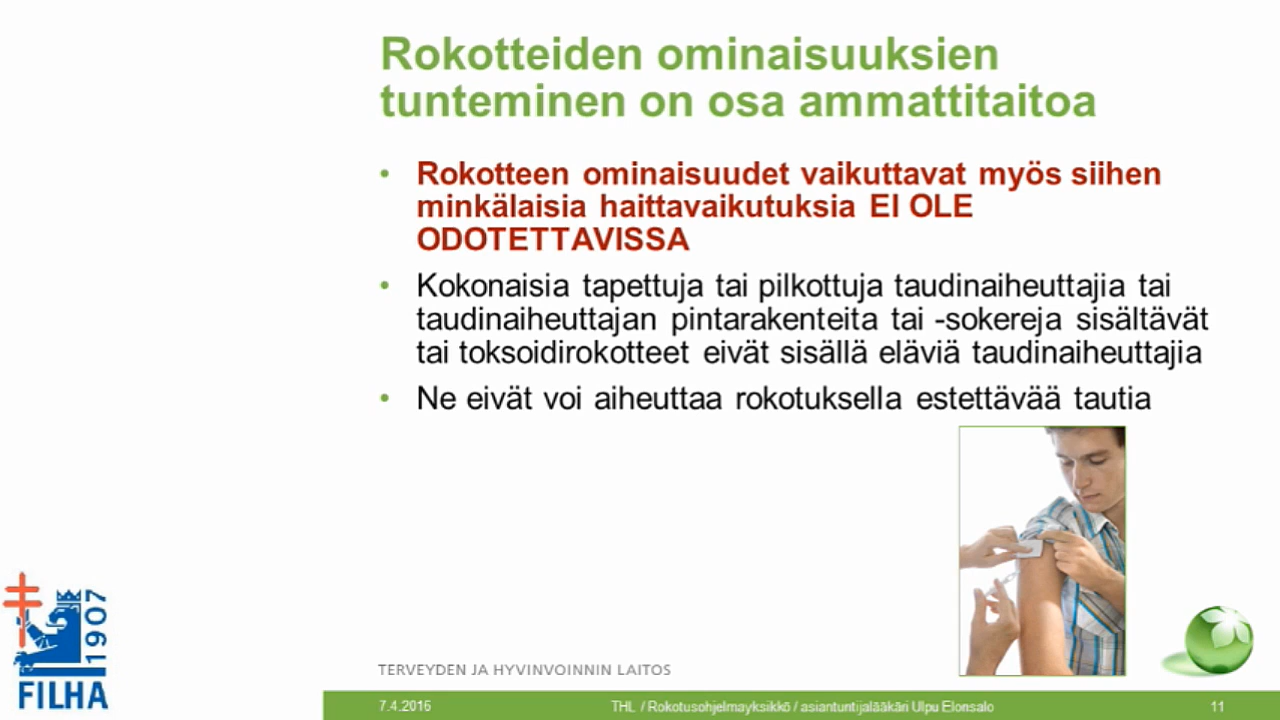 Rokotteiden ominaisuuksien
tunteminen on osa ammattitaitoa
• Rokotteen ominaisuudet vaikuttavat myös siihen
minkälaisia haittavaikutuksia EI OLE
ODOTETTAVISSA
• Kokonaisia tapettuja tai pilkottuja taudinaiheuttajia tai
taudinaiheuttajan pintarakenteita tai -sokereja sisältävät
tai toksoidirokotteet eivät sisällä eläviä taudinaiheuttajia
• Ne eivät voi aiheuttaa rokotuksella estettävää tautia
1907
FILHA
TERVEYDEN JA HYVINVOINNIN LAITOS
7.4.2016
THL / Rokotusohjelmayksikkö / asiantuntijalääkäri Ulpu Elonsalo
11